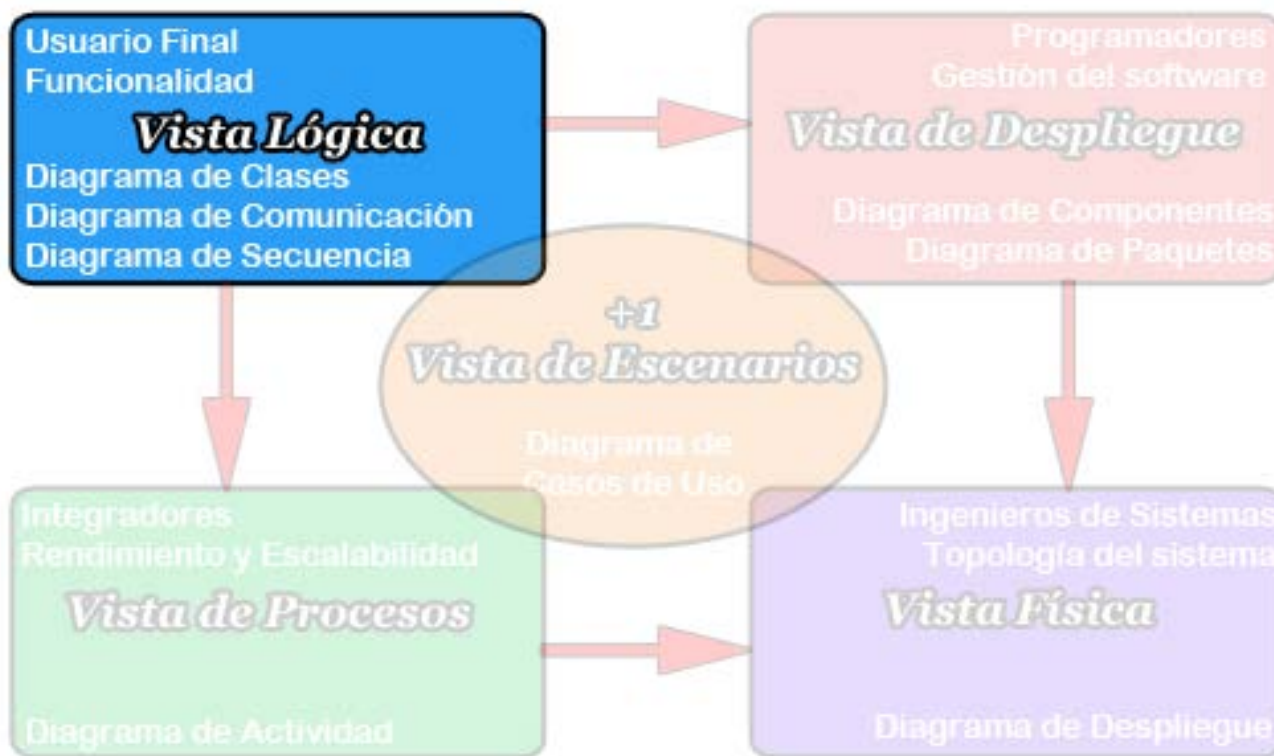 Usuario Final
Funcionalidad
Vista Lógica
Diagrama de Clases
Diagrama de Comunicación
Diagrama de Secuencia
Programadores
Gestión del software
Vista de Despliegue
Diagrama de Componentes
Diagrama de Paquetes
+1
Vista de Escenarios
Diagrama de
Casos de Uso
Integradores
Rendimiento y Escalabilidad
Vista de Procesos
Diagrama de Actividad
Ingenieros de Sistemas
Topología del sistema
Vista Física
Diagrama de Despliegue